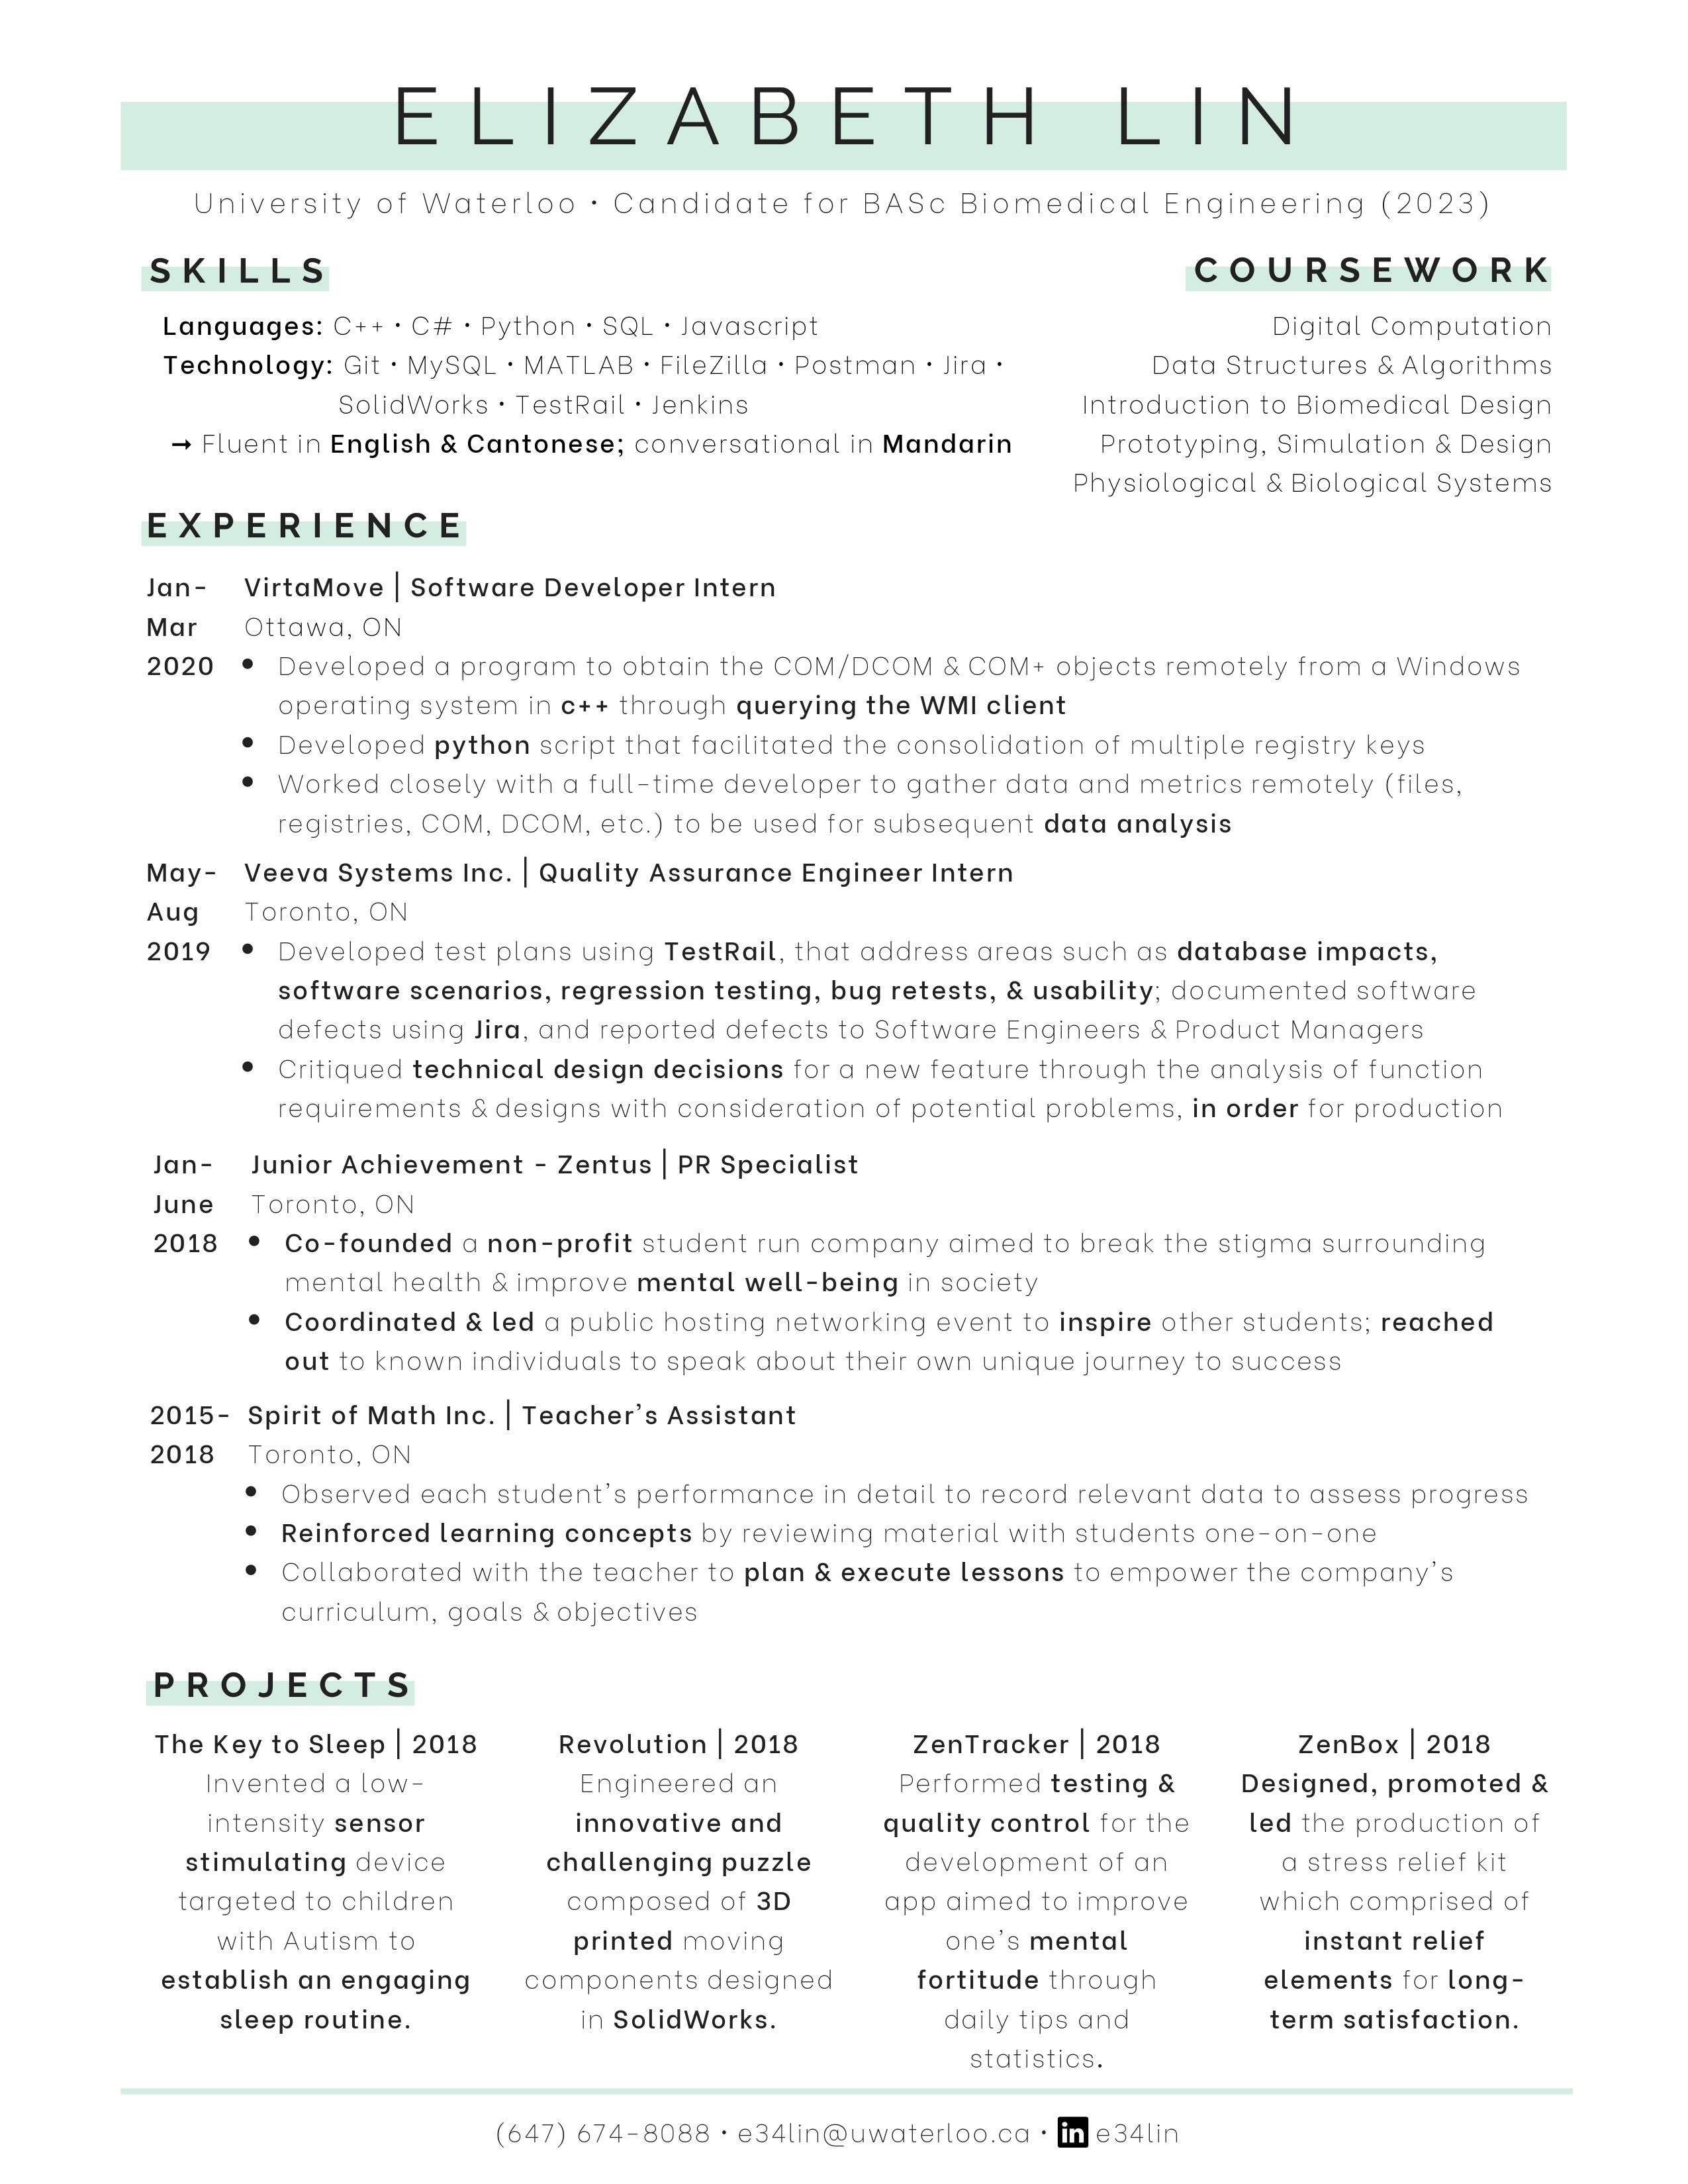 ELIZABETH LIN
University of Waterloo • Candidate for BASc Biomedical Engineering (2023)
SKILLS
Languages: C++ • C# • Python • SQL • Javascript
Technology: Git • MySQL • MATLAB • FileZilla • Postman • Jira •
SolidWorks • TestRail • Jenkins
→ Fluent in English & Cantonese; conversational in Mandarin
COURSEWORK
Digital Computation
Data Structures & Algorithms
Introduction to Biomedical Design
Prototyping, Simulation & Design
Physiological & Biological Systems
EXPERIENCE
Jan- VirtaMove | Software Developer Intern
Mar Ottawa, ON
2020 • Developed a program to obtain the COM/DCOM & COM+ objects remotely from a Windows
operating system in c++ through querying the WMI client
• Developed python script that facilitated the consolidation of multiple registry keys
• Worked closely with a full-time developer to gather data and metrics remotely (files,
registries, COM, DCOM, etc.) to be used for subsequent data analysis
May- Veeva Systems Inc. | Quality Assurance Engineer Intern
Aug Toronto, ON
2019 • Developed test plans using TestRail, that address areas such as database impacts,
software scenarios, regression testing, bug retests, & usability; documented software
defects using Jira, and reported defects to Software Engineers & Product Managers
• Critiqued technical design decisions for a new feature through the analysis of function
requirements & designs with consideration of potential problems, in order for production
Jan- Junior Achievement - Zentus | PR Specialist
June Toronto, ON
2018 • Co-founded a non-profit student run company aimed to break the stigma surrounding
mental health & improve mental well-being in society
• Coordinated & led a public hosting networking event to inspire other students; reached
out to known individuals to speak about their own unique journey to success
2015- Spirit of Math Inc. | Teacher's Assistant
2018 Toronto, ON
• Observed each student's performance in detail to record relevant data to assess progress
• Reinforced learning concepts by reviewing material with students one-on-one
• Collaborated with the teacher to plan & execute lessons to empower the company's
curriculum, goals & objectives
PROJECTS
The Key to Sleep | 2018
Invented a low-
intensity sensor
stimulating device
targeted to children
with Autism to
establish an engaging
sleep routine.
Revolution | 2018
Engineered an
innovative and
challenging puzzle
composed of 3D
printed moving
components designed
in SolidWorks.
ZenTracker | 2018
Performed testing &
quality control for the
development of an
app aimed to improve
one's mental
fortitude through
daily tips and
statistics.
ZenBox | 2018
Designed, promoted &
led the production of
a stress relief kit
which comprised of
instant relief
elements for long-
term satisfaction.
(647) 674-8088 • e34lin@uwaterloo.ca • in e34lin